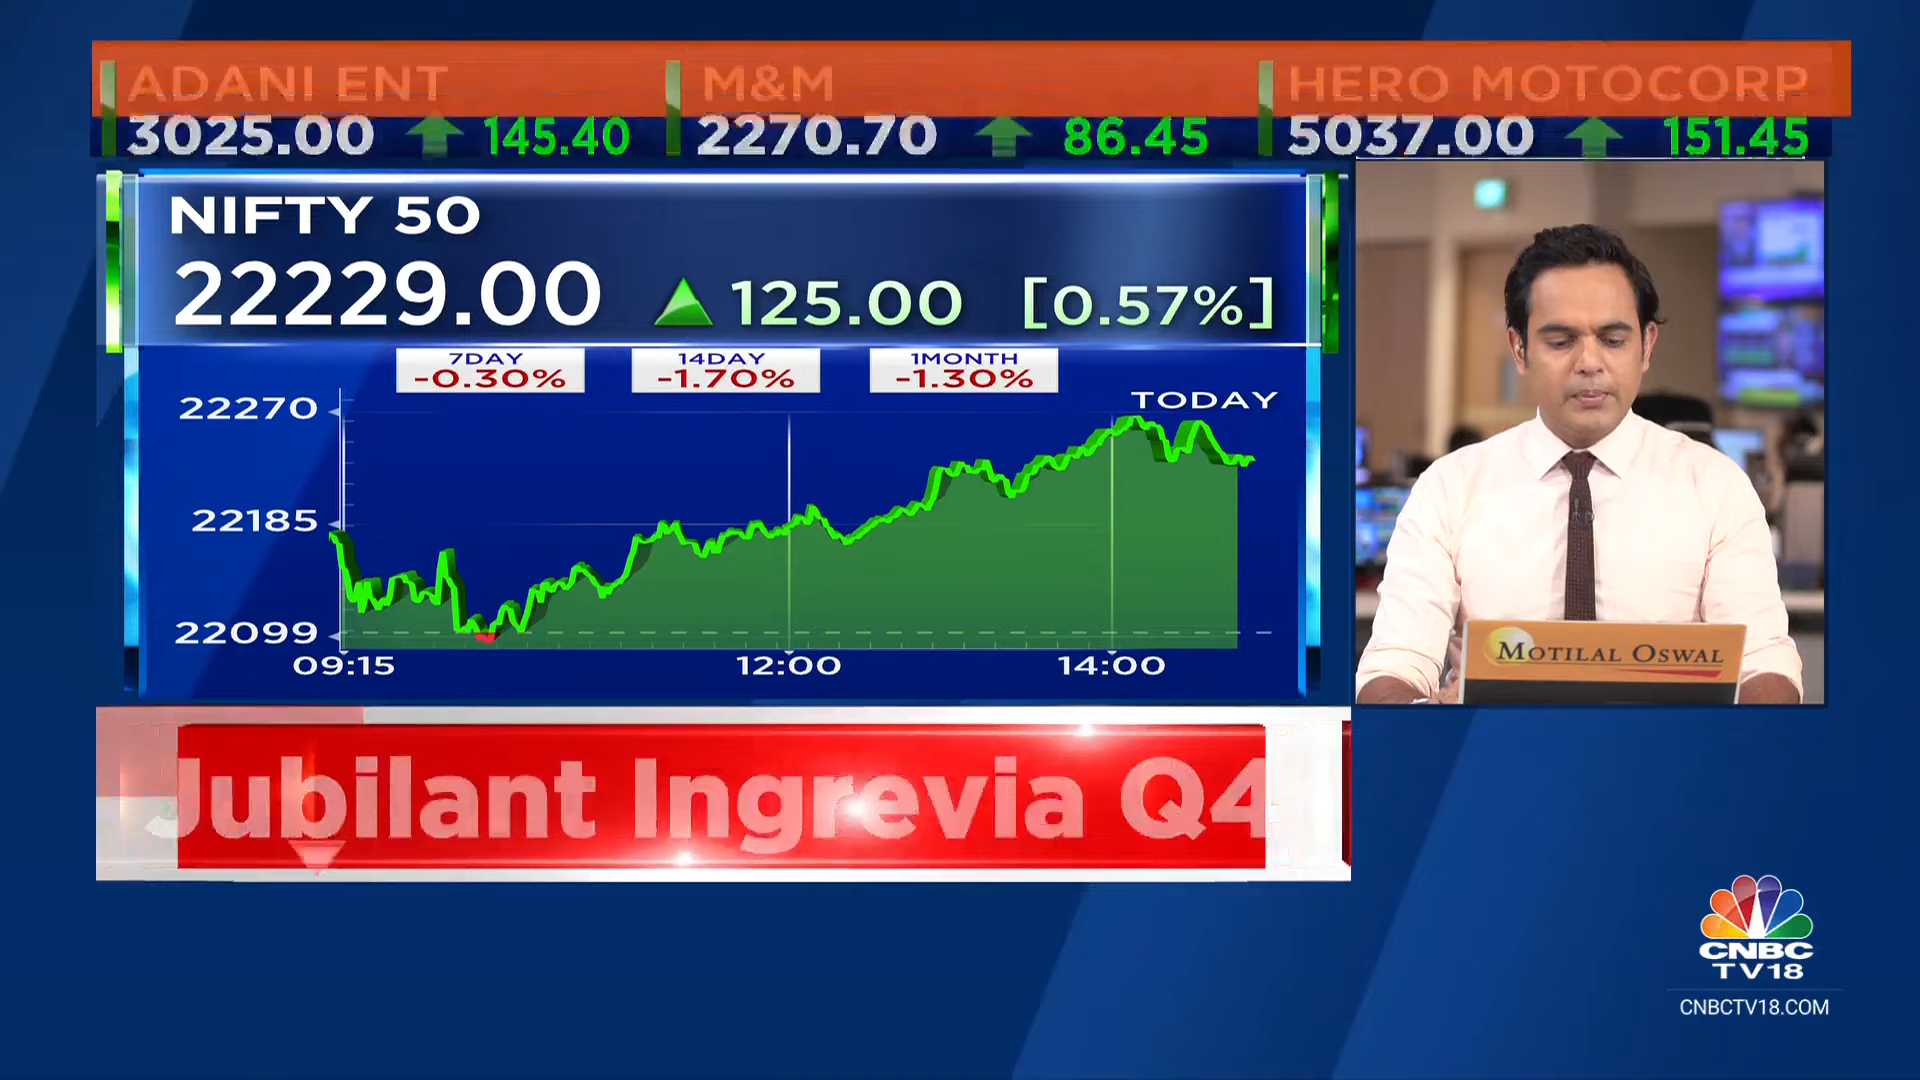 ADANI ENT M&M HERO MOTOCORP
3025.00 145.40 2270.70 86.45 5037.00 151.45
NIFTY 50
22229.00 125.00 [0.57%]
7DAY 14DAY 1MONTH
-0.30% -1.70% -1.30%
TODAY
22270
22185
22099
09:15 12:00 14:00
MOTILAL OSWAL
Jubilant Ingrevia Q4
CNBC
TV18
CNBCTV18.COM